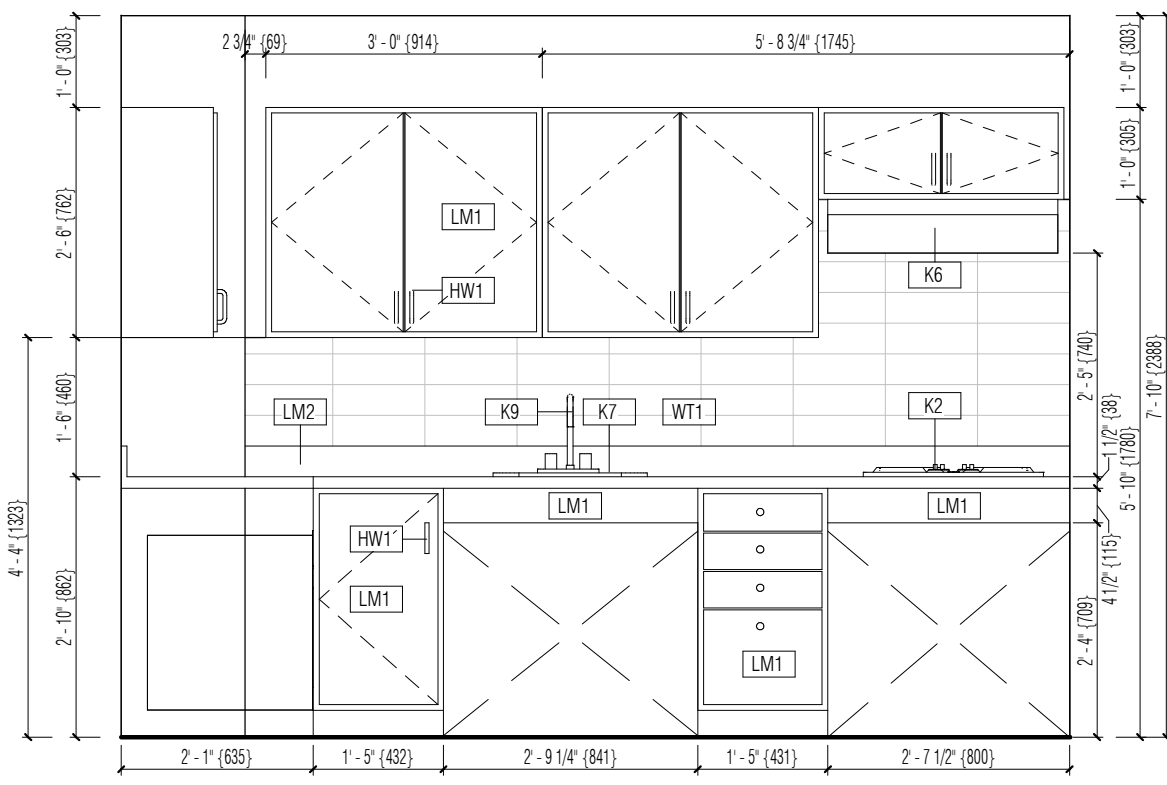 2 3/4" {69}
3' - 0" {914}
5' - 8 3/4" {1745}
1' - 0" {303}
2' - 6" {762}
1' - 6" {460}
2' - 10" {862}
4' - 4" {1323}
1' - 0" {303}
1' - 0" {305}
7' - 10" {2388}
2' - 5" {740}
1 1/2" {38}
5' - 10" {1780}
4 1/2" {115}
2' - 4" {709}
LM1
HW1
K6
LM2
K9
K7
WT1
K2
LM1
LM1
HW1
LM1
LM1
2' - 1" {635}
1' - 5" {432}
2' - 9 1/4" {841}
1' - 5" {431}
2' - 7 1/2" {800}